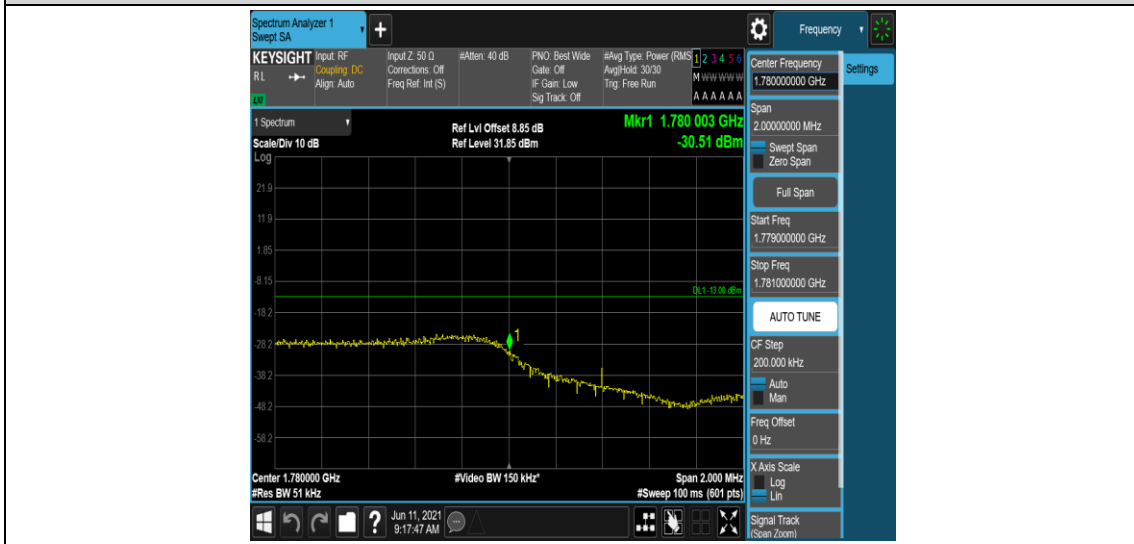 Spectrum Analyzer 1
Swept SA
Frequency
KEYSIGHT
RL
LXI
Input: RF
Coupling: DC
Align: Auto
Input Z: 50 Ω
Corrections: Off
Freq Ref: Int (S)
#Atten: 40 dB
PNO: Best Wide
Gate: Off
IF Gain: Low
Sig Track: Off
#Avg Type: Power (RMS
Avg|Hold: 30/30
Trig: Free Run
1 2 3 4 5 6
M W W W W W
A A A A A A
Center Frequency
1.780000000 GHz
Settings
1 Spectrum
Scale/Div 10 dB
Log
Ref Lvl Offset 8.85 dB
Ref Level 31.85 dBm
Mkr1 1.780 003 GHz
-30.51 dBm
21.9
11.9
1.85
-8.15
-18.2
-28.2
-38.2
-48.2
-58.2
DL1 -13.00 dBm
1
Center 1.780000 GHz
#Res BW 51 kHz
#Video BW 150 kHz*
Span 2.000 MHz
#Sweep 100 ms (601 pts)
Span
2.00000000 MHz
Swept Span
Zero Span
Full Span
Start Freq
1.779000000 GHz
Stop Freq
1.781000000 GHz
AUTO TUNE
CF Step
200.000 kHz
Auto
Man
Freq Offset
0 Hz
X Axis Scale
Log
Lin
Signal Track
(Span Zoom)
?
Jun 11, 2021
9:17:47 AM